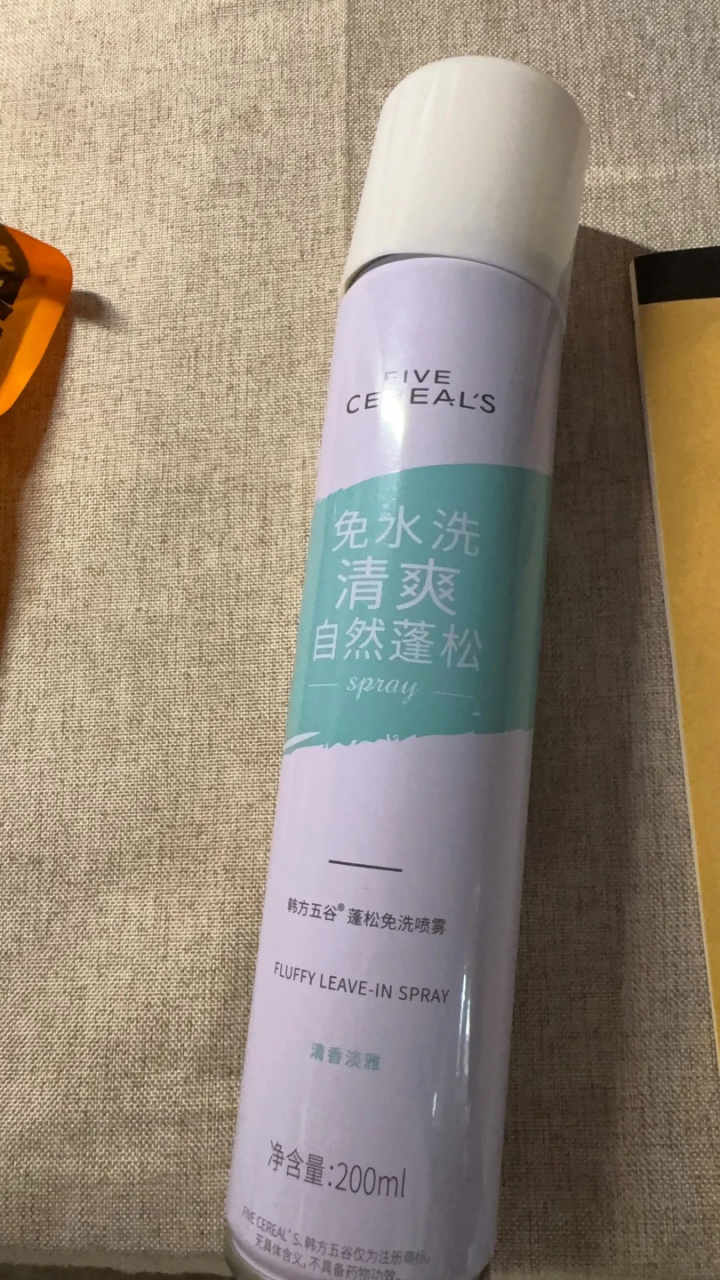 FIVE
CEREAL'S
免水洗
清爽
自然蓬松
spray
韩方五谷® 蓬松免洗喷雾
FLUFFY LEAVE-IN SPRAY
清香淡雅
净含量:200ml
FIVE CEREAL'S、韩方五谷仅为注册商标,
无具体含义,不具备药物功效。